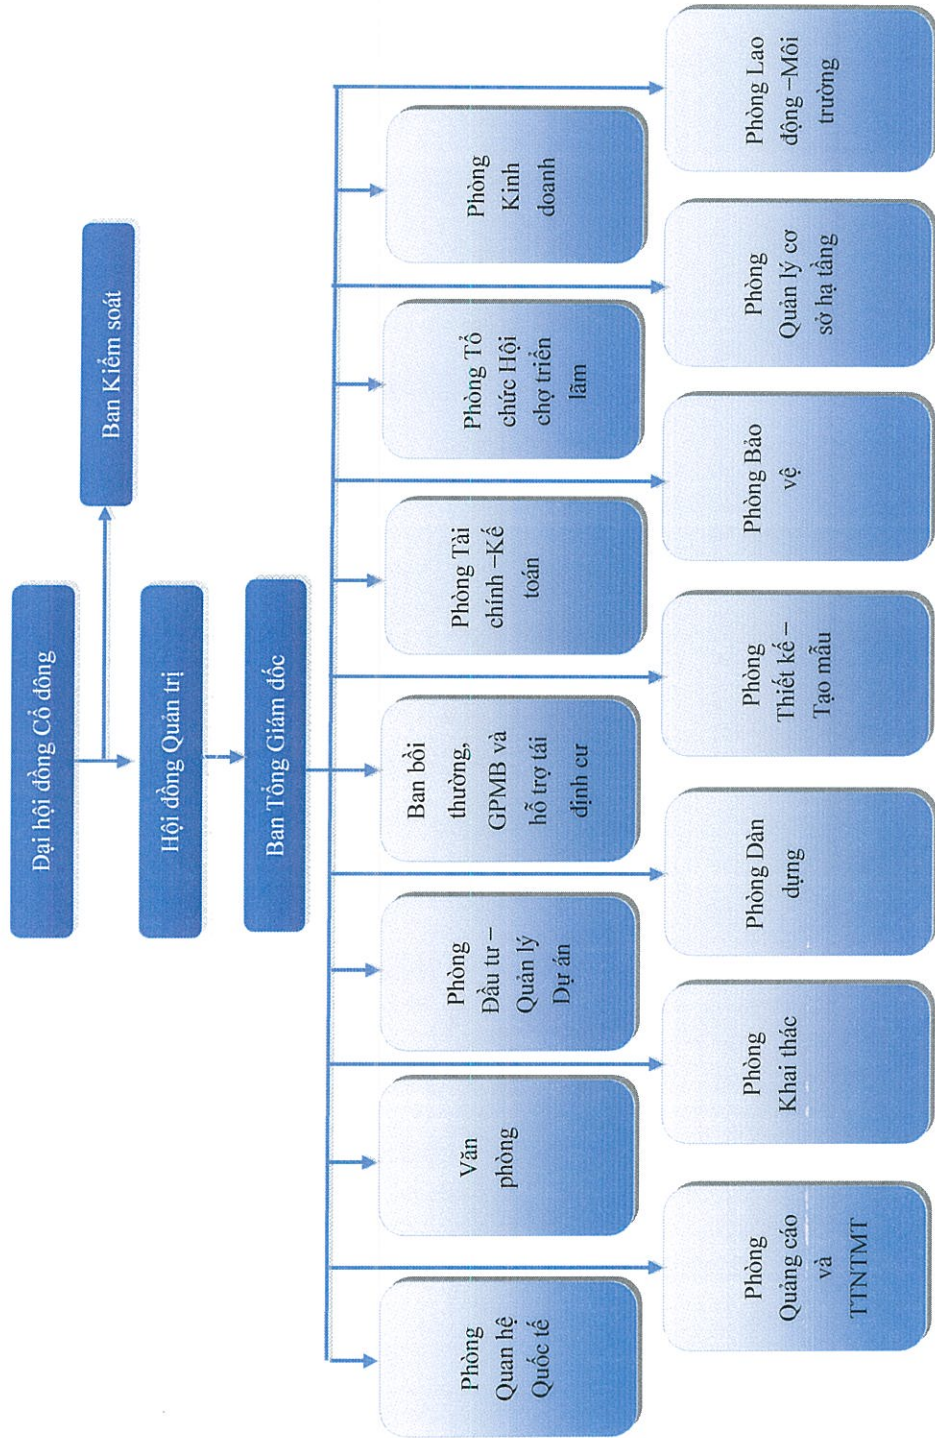 Đại hội đồng Cổ đông
Ban Kiểm soát
Hội đồng Quản trị
Ban Tổng Giám đốc
Phòng
Quan hệ
Quốc tế
Văn
phòng
Phòng
Đầu tư –
Quản lý
Dự án
Ban bồi
thường,
GPMB và
hỗ trợ tái
định cư
Phòng Tài
chính –Kế
toán
Phòng Tổ
chức Hội
chợ triển
lãm
Phòng
Kinh
doanh
Phòng
Quảng cáo
và
TTNTMT
Phòng
Khai thác
Phòng Dàn
dựng
Phòng
Thiết kế –
Tạo mẫu
Phòng Bảo
vệ
Phòng
Quản lý cơ
sở hạ tầng
Phòng Lao
động –Môi
trường